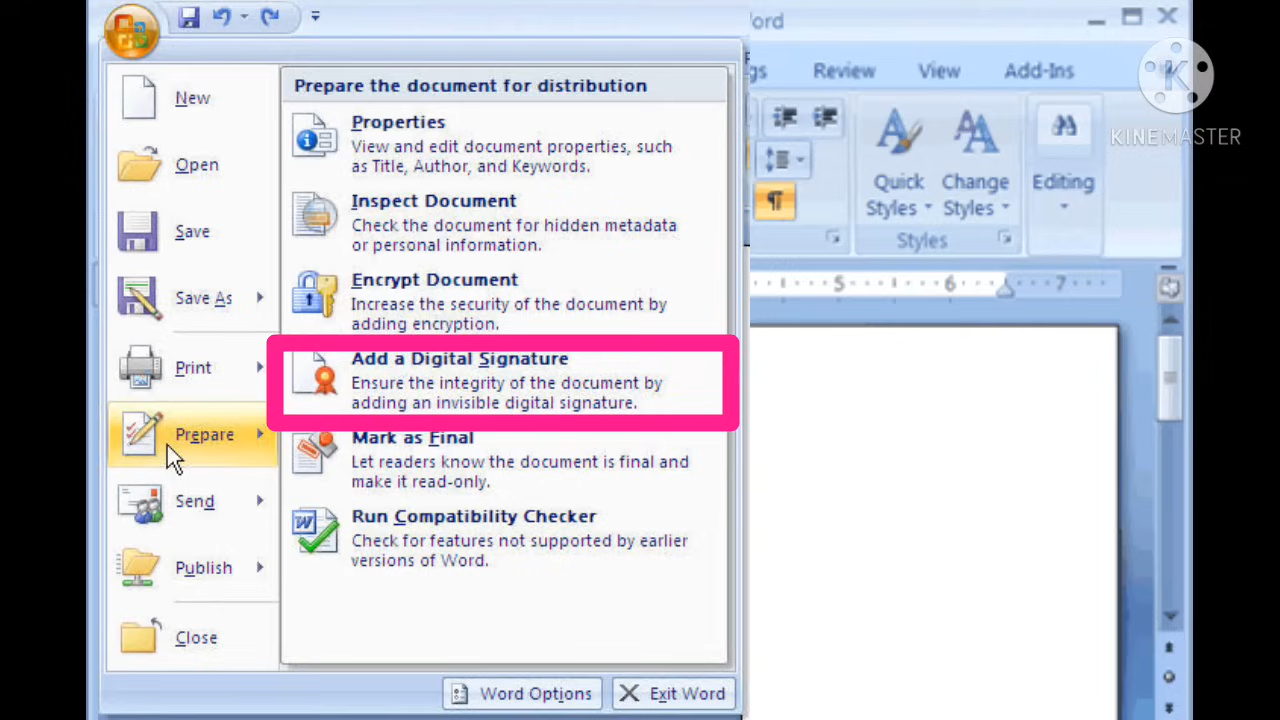 Word
New
Open
Save
Save As
Print
Prepare
Send
Publish
Close
Prepare the document for distribution
Properties
View and edit document properties, such
as Title, Author, and Keywords.
Inspect Document
Check the document for hidden metadata
or personal information.
Encrypt Document
Increase the security of the document by
adding encryption.
Add a Digital Signature
Ensure the integrity of the document by
adding an invisible digital signature.
Mark as Final
Let readers know the document is final and
make it read-only.
Run Compatibility Checker
Check for features not supported by earlier
versions of Word.
Word Options
Exit Word
Review
View
Add-Ins
K
KINEMASTER
Quick
Styles
Change
Styles
Editing
Styles
5
6
7